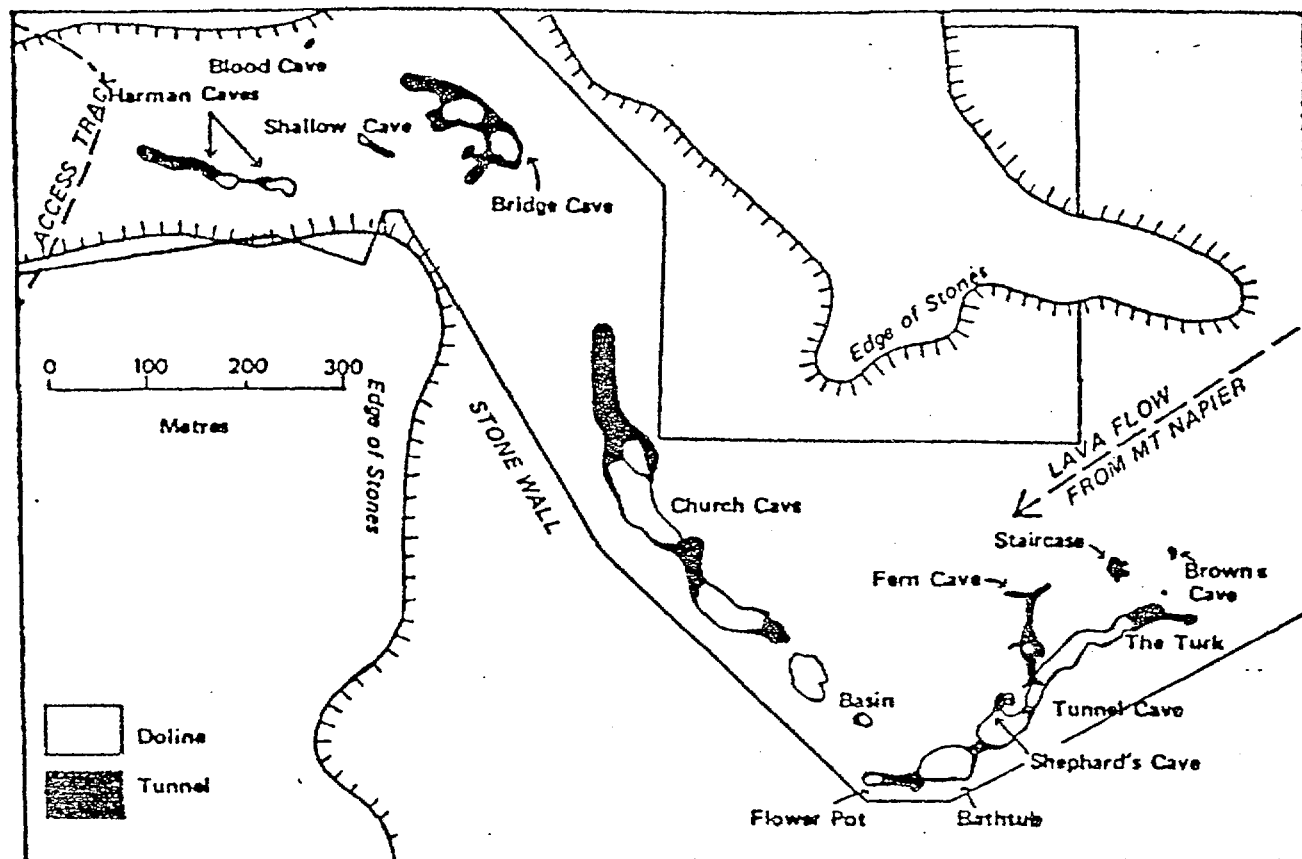 Blood Cave
Harman Caves
Shallow Cave
ACCESS TRACK
Bridge Cave
Edge of Stones
0 100 200 300
Metres
Edge of Stones
STONE WALL
LAVA FLOW
FROM MT NAPIER
Church Cave
Staircase
Fern Cave
Browns
Cave
The Turk
Basin
Tunnel Cave
Shephard's Cave
Flower Pot
Bathtub
Doline
Tunnel